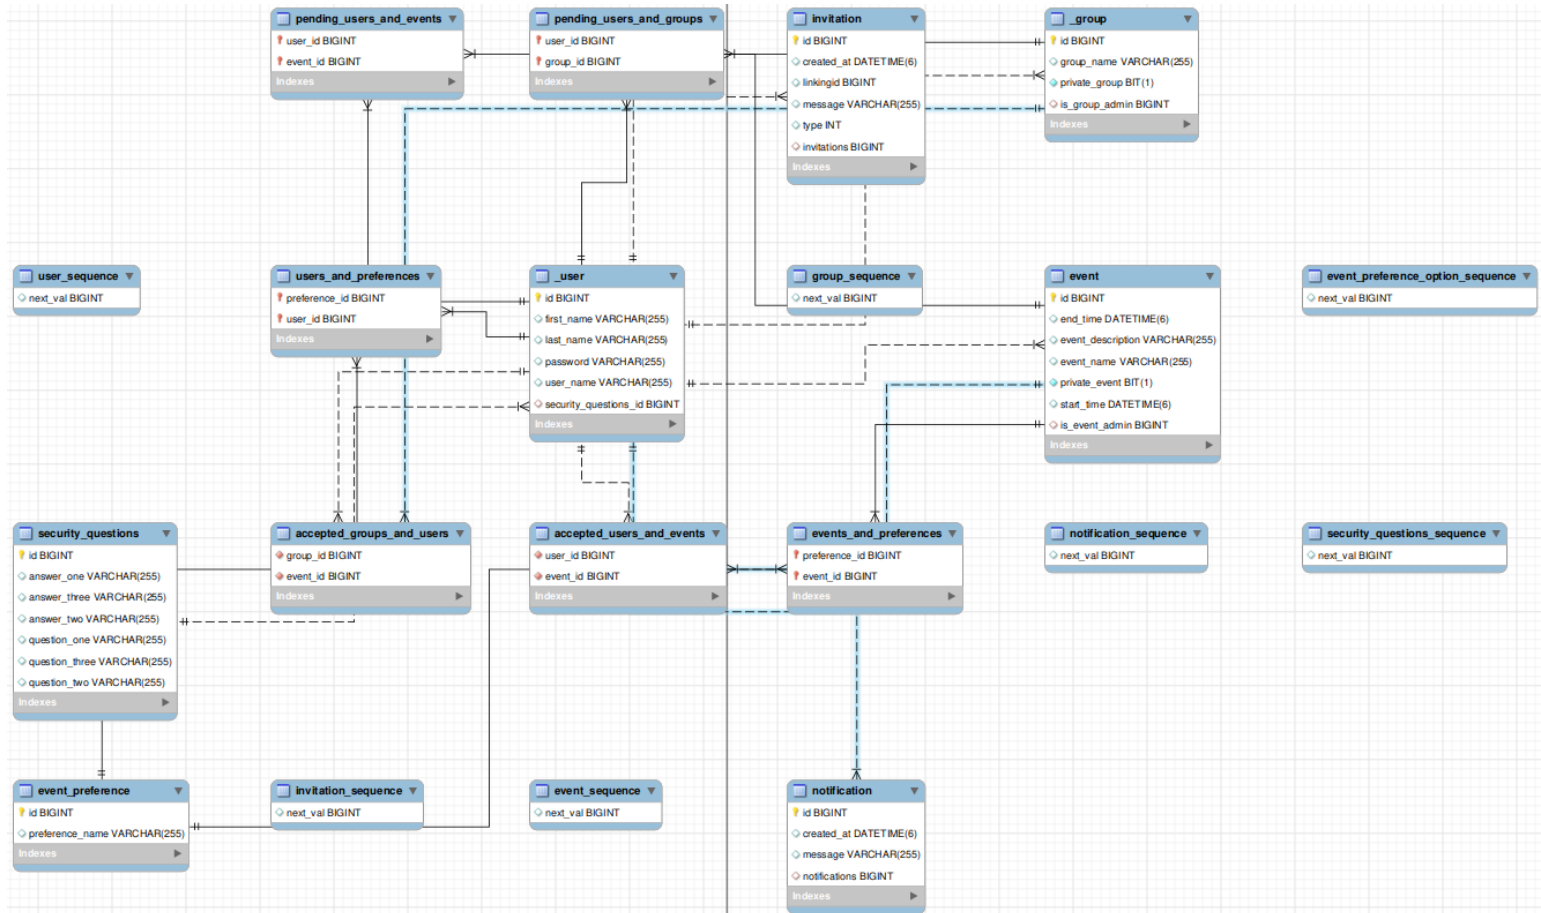 pending_users_and_events
user_id BIGINT
event_id BIGINT
Indexes
pending_users_and_groups
user_id BIGINT
group_id BIGINT
Indexes
invitation
id BIGINT
created_at DATETIME(6)
linkingid BIGINT
message VARCHAR(255)
type INT
invitations BIGINT
Indexes
_group
id BIGINT
group_name VARCHAR(255)
private_group BIT(1)
is_group_admin BIGINT
Indexes
user_sequence
next_val BIGINT
users_and_preferences
preference_id BIGINT
user_id BIGINT
Indexes
_user
id BIGINT
first_name VARCHAR(255)
last_name VARCHAR(255)
password VARCHAR(255)
user_name VARCHAR(255)
security_questions_id BIGINT
Indexes
group_sequence
next_val BIGINT
event
id BIGINT
end_time DATETIME(6)
event_description VARCHAR(255)
event_name VARCHAR(255)
private_event BIT(1)
start_time DATETIME(6)
is_event_admin BIGINT
Indexes
event_preference_option_sequence
next_val BIGINT
security_questions
id BIGINT
answer_one VARCHAR(255)
answer_three VARCHAR(255)
answer_two VARCHAR(255)
question_one VARCHAR(255)
question_three VARCHAR(255)
question_two VARCHAR(255)
Indexes
accepted_groups_and_users
group_id BIGINT
event_id BIGINT
Indexes
accepted_users_and_events
user_id BIGINT
event_id BIGINT
Indexes
events_and_preferences
preference_id BIGINT
event_id BIGINT
Indexes
notification_sequence
next_val BIGINT
security_questions_sequence
next_val BIGINT
event_preference
id BIGINT
preference_name VARCHAR(255)
Indexes
invitation_sequence
next_val BIGINT
event_sequence
next_val BIGINT
notification
id BIGINT
created_at DATETIME(6)
message VARCHAR(255)
notifications BIGINT
Indexes